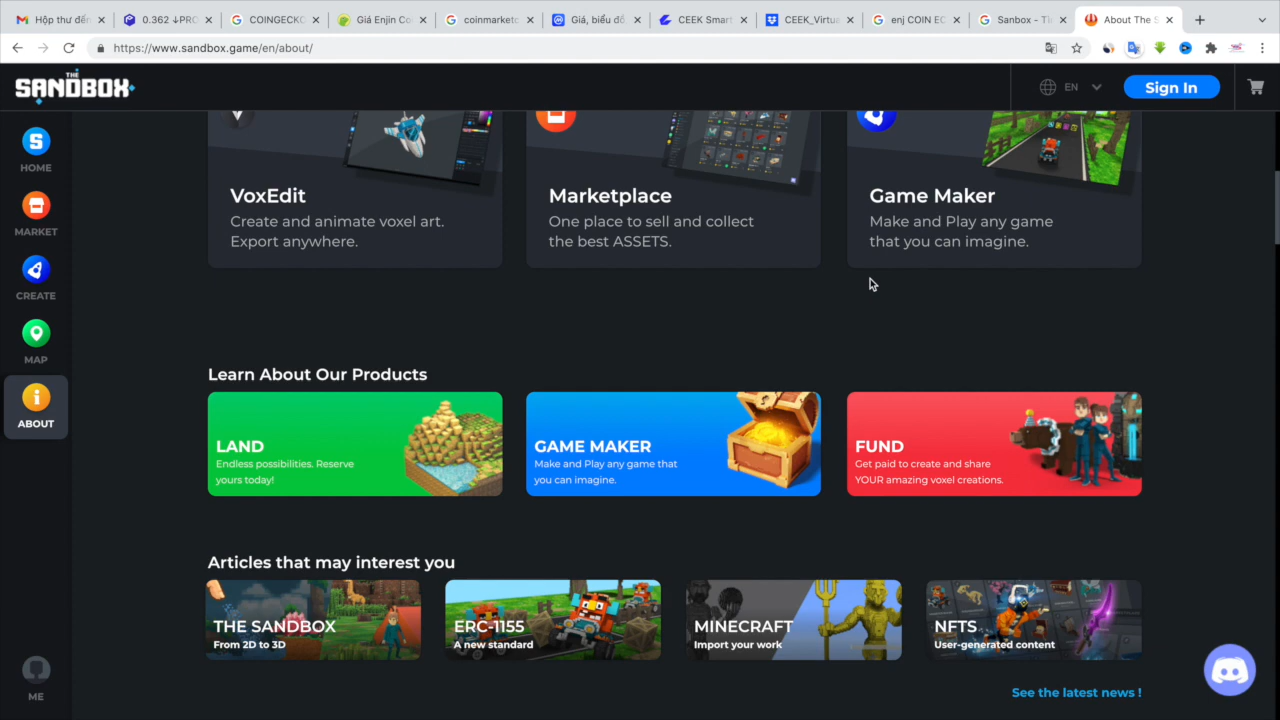 Hộp thư đến
0.362 ↓PRO
COINGECKO
Giá Enjin Co
coinmarketc
Giá, biểu đồ
CEEK Smart
CEEK_Virtua
enj COIN EC
Sanbox - Tì
About The S
https://www.sandbox.game/en/about/
THE
SANDBOX
EN
Sign In
HOME
MARKET
CREATE
MAP
ABOUT
ME
VoxEdit
Create and animate voxel art.
Export anywhere.
Marketplace
One place to sell and collect
the best ASSETS.
Game Maker
Make and Play any game
that you can imagine.
Learn About Our Products
LAND
Endless possibilities. Reserve
yours today!
GAME MAKER
Make and Play any game that
you can imagine.
FUND
Get paid to create and share
YOUR amazing voxel creations.
Articles that may interest you
THE SANDBOX
From 2D to 3D
ERC-1155
A new standard
MINECRAFT
Import your work
NFTS
User-generated content
See the latest news !